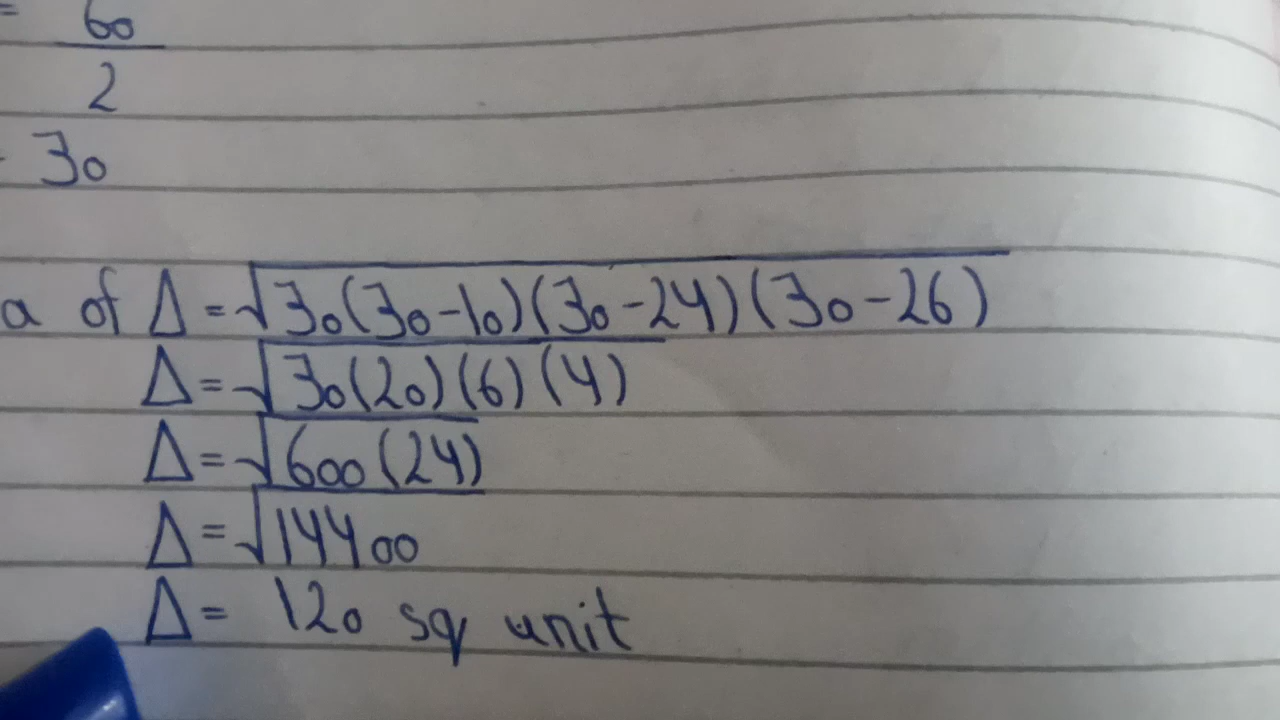 = 60
2
30
a of Δ = √30(30-10)(30-24)(30-26)
Δ = √30(20)(6)(4)
Δ = √600(24)
Δ = √14400
Δ = 120 sq unit